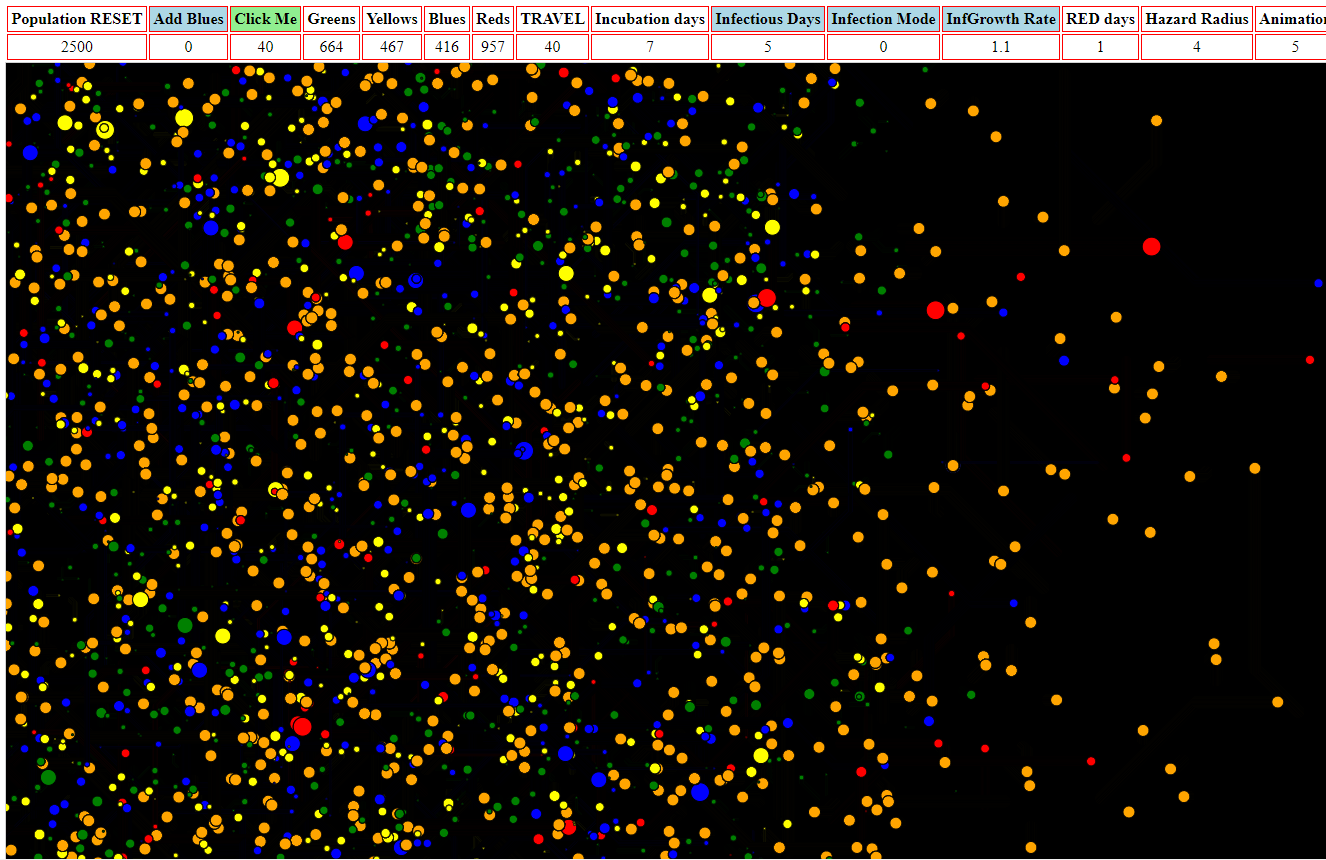 Population RESET Add Blues Click Me Greens Yellows Blues Reds TRAVEL Incubation days Infectious Days Infection Mode InfGrowth Rate RED days Hazard Radius Animation
2500 0 40 664 467 416 957 40 7 5 0 1.1 1 4 5